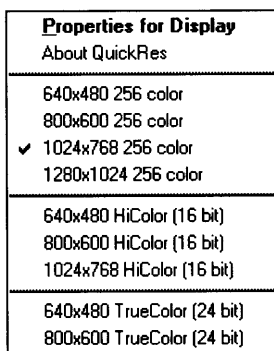 Properties for Display
About QuickRes
640x480 256 color
800x600 256 color
✔ 1024x768 256 color
1280x1024 256 color
640x480 HiColor (16 bit)
800x600 HiColor (16 bit)
1024x768 HiColor (16 bit)
640x480 TrueColor (24 bit)
800x600 TrueColor (24 bit)